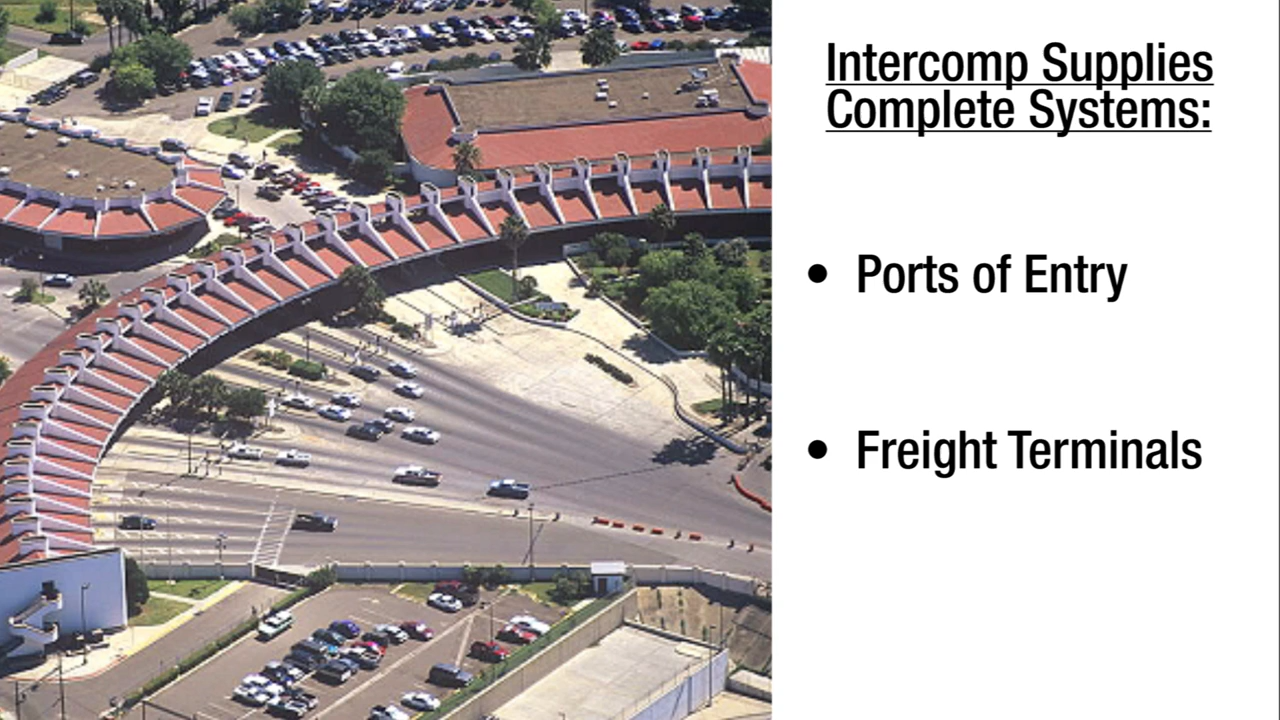 Intercomp Supplies
Complete Systems:
• Ports of Entry
• Freight Terminals